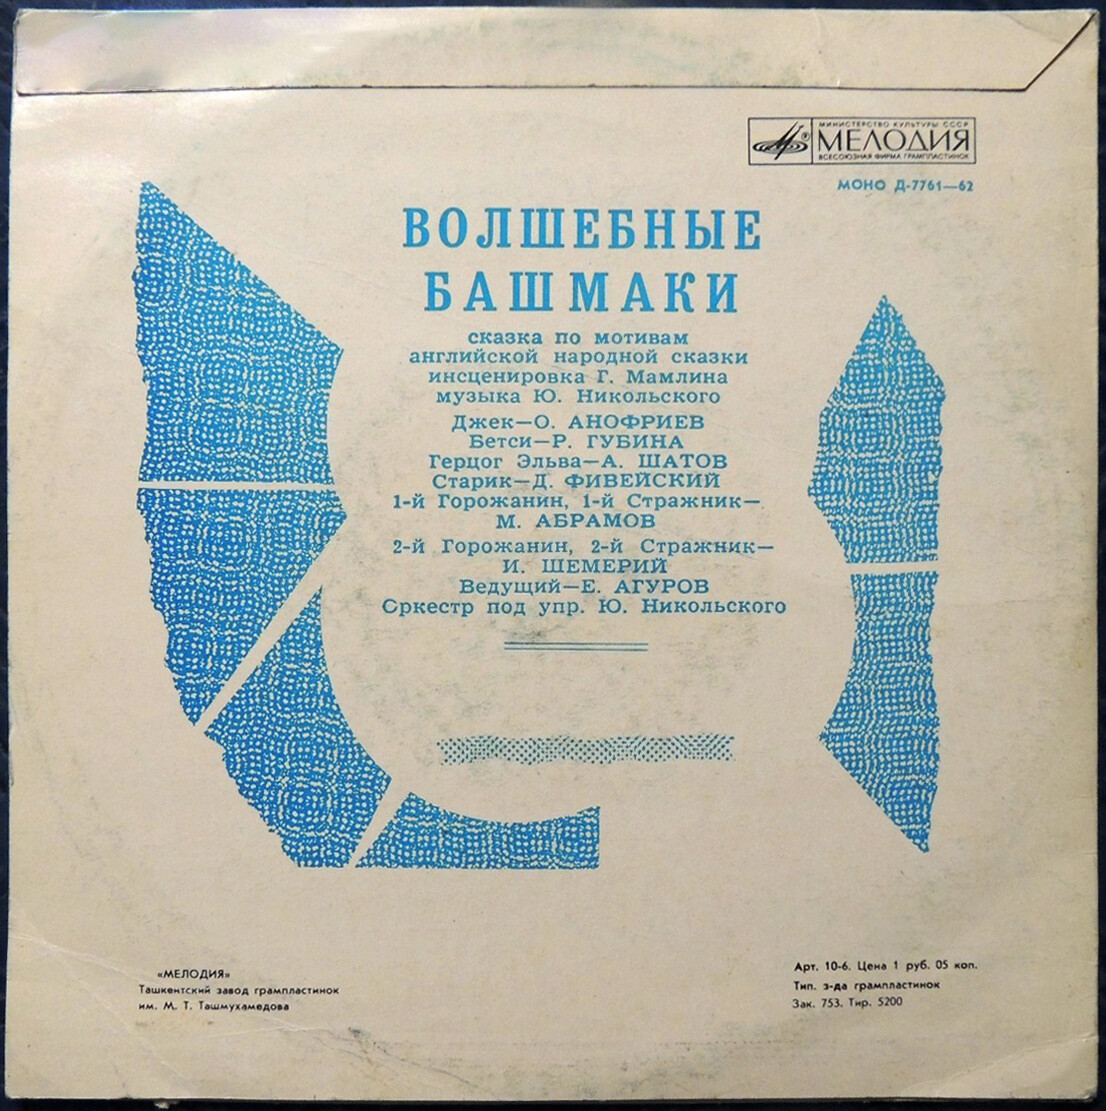 МИНИСТЕРСТВО КУЛЬТУРЫ СССР
МЕЛОДИЯ
ВСЕСОЮЗНАЯ ФИРМА ГРАМПЛАСТИНОК
МОНО Д-7761—62
ВОЛШЕБНЫЕ
БАШМАКИ
сказка по мотивам
английской народной сказки
инсценировка Г. Мамлина
музыка Ю. Никольского
Джек—О. АНОФРИЕВ
Бетси—Р. ГУБИНА
Герцог Эльва—А. ШАТОВ
Старик—Д. ФИВЕЙСКИЙ
1-й Горожанин, 1-й Стражник—
М. АБРАМОВ
2-й Горожанин, 2-й Стражник—
И. ШЕМЕРИЙ
Ведущий—Е. АГУРОВ
Оркестр под упр. Ю. Никольского
«МЕЛОДИЯ»
Ташкентский завод грампластинок
им. М. Т. Ташмухамедова
Арт. 10-6. Цена 1 руб. 05 коп.
Тип. з-да грампластинок
Зак. 753. Тир. 5200